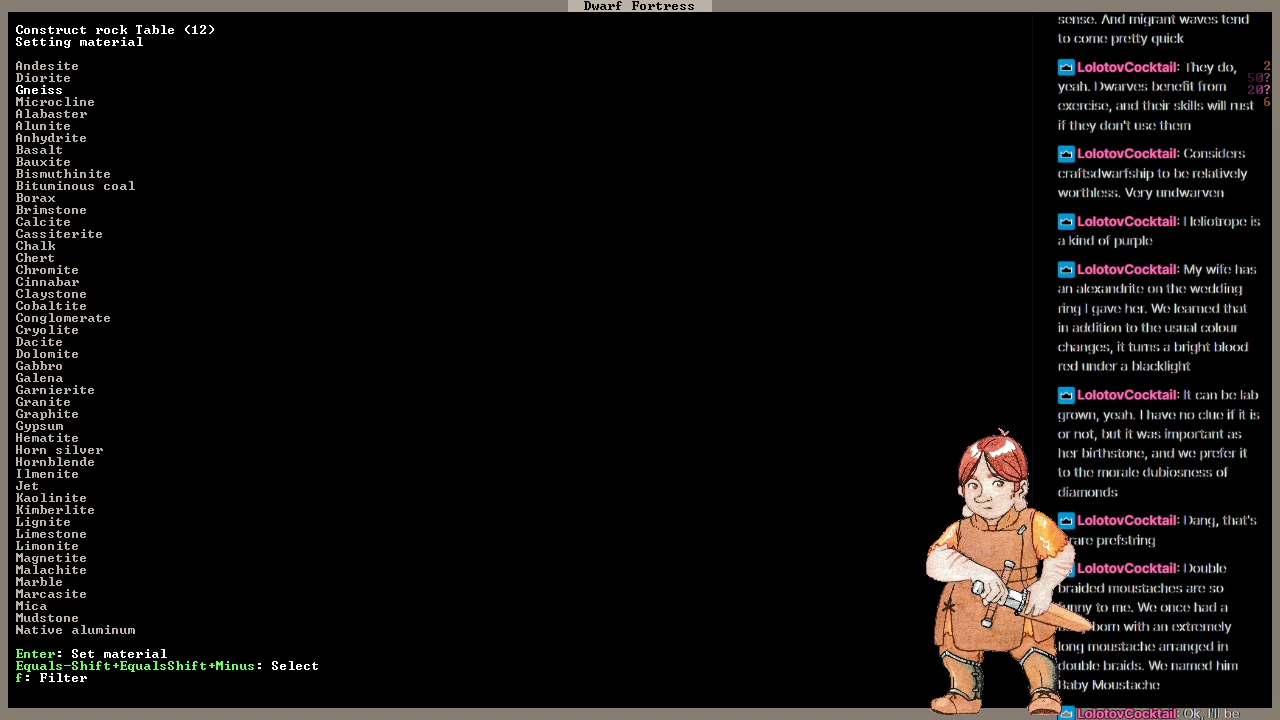 Dwarf Fortress
Construct rock Table (12)
Setting material
Andesite
Diorite
Gneiss
Microcline
Alabaster
Alunite
Anhydrite
Basalt
Bauxite
Bismuthinite
Bituminous coal
Borax
Brimstone
Calcite
Cassiterite
Chalk
Chert
Chromite
Cinnabar
Claystone
Cobaltite
Conglomerate
Cryolite
Dacite
Dolomite
Gabbro
Galena
Garnierite
Granite
Graphite
Gypsum
Hematite
Horn silver
Hornblende
Ilmenite
Jet
Kaolinite
Kimberlite
Lignite
Limestone
Limonite
Magnetite
Malachite
Marble
Marcasite
Mica
Mudstone
Native aluminum
Enter: Set material
Equals-Shift+EqualsShift+Minus: Select
f: Filter
sense. And migrant waves tend
to come pretty quick
LolotovCocktail: They do,
yeah. Dwarves benefit from
exercise, and their skills will rust
if they don't use them
2
50?
20?
6
LolotovCocktail: Considers
craftsdwarfship to be relatively
worthless. Very undwarven
LolotovCocktail: Heliotrope is
a kind of purple
LolotovCocktail: My wife has
an alexandrite on the wedding
ring I gave her. We learned that
in addition to the usual colour
changes, it turns a bright blood
red under a blacklight
LolotovCocktail: It can be lab
grown, yeah. I have no clue if it is
or not, but it was important as
her birthstone, and we prefer it
to the morale dubiosness of
diamonds
LolotovCocktail: Dang, that's
rare prefstring
LolotovCocktail: Double
braided moustaches are so
funny to me. We once had a
born with an extremely
long moustache arranged in
double braids. We named him
Baby Moustache
LolotovCocktail: Ok, I'll be